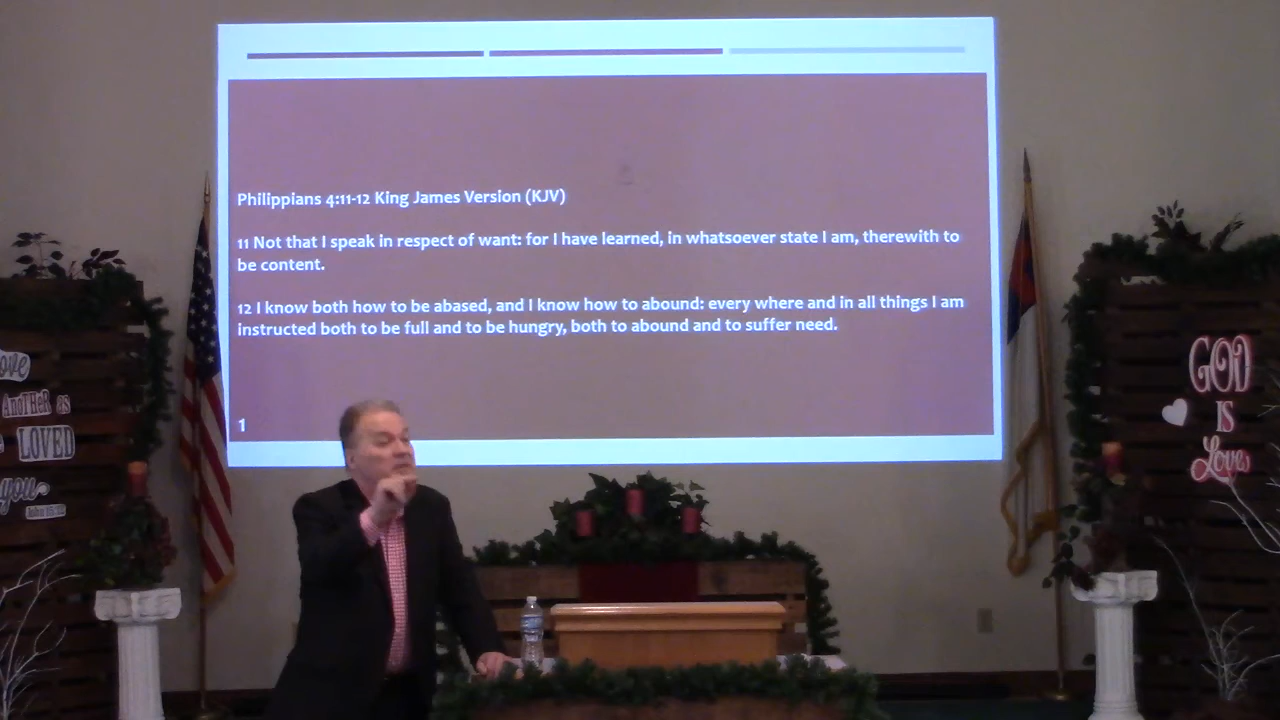 Philippians 4:11-12 King James Version (KJV)
11 Not that I speak in respect of want: for I have learned, in whatsoever state I am, therewith to
be content.
12 I know both how to be abased, and I know how to abound: every where and in all things I am
instructed both to be full and to be hungry, both to abound and to suffer need.
1
AnoTHeR as
LOVED
you
GOD
IS
Love